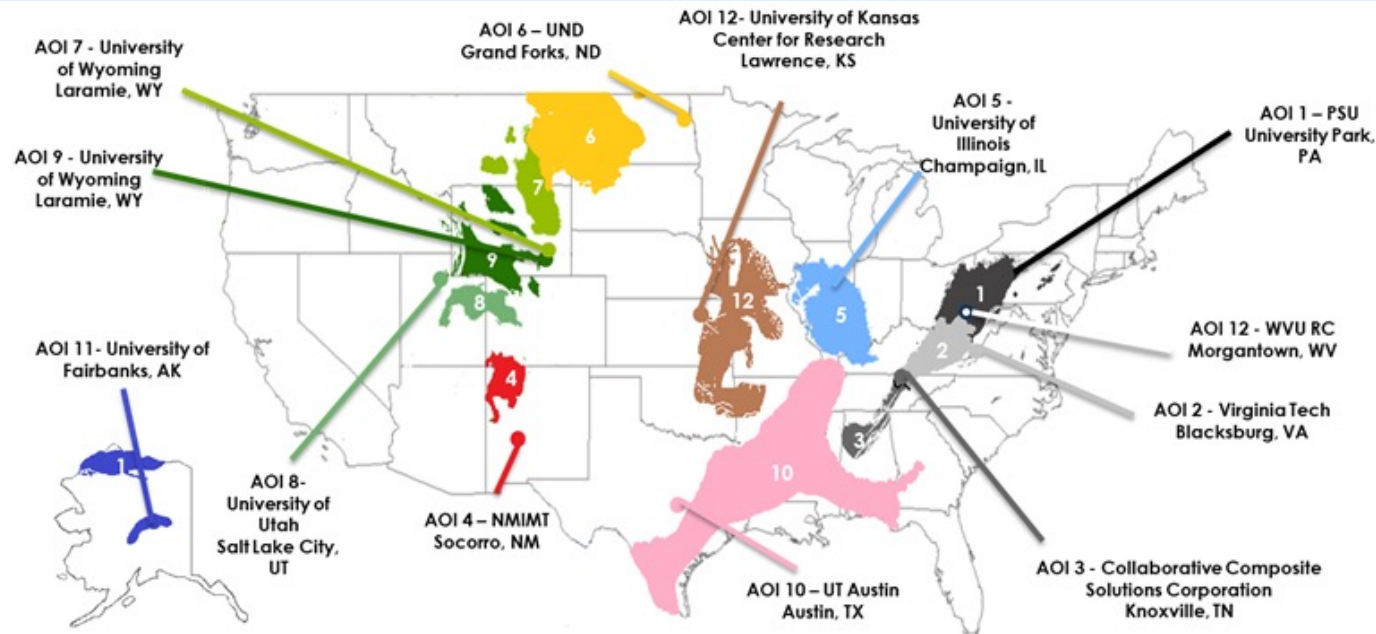 AOI 12- University of Kansas
Center for Research
Lawrence, KS
AOI 6 – UND
Grand Forks, ND
AOI 7 - University
of Wyoming
Laramie, WY
AOI 5 -
University of
Illinois
Champaign, IL
AOI 1 – PSU
University Park,
PA
AOI 9 - University
of Wyoming
Laramie, WY
6
7
9
8
12
5
1
2
4
3
10
1
AOI 11- University of
Fairbanks, AK
AOI 12 - WVU RC
Morgantown, WV
AOI 2 - Virginia Tech
Blacksburg, VA
AOI 8-
University of
Utah
Salt Lake City,
UT
AOI 4 – NMIMT
Socorro, NM
AOI 10 – UT Austin
Austin, TX
AOI 3 - Collaborative Composite
Solutions Corporation
Knoxville, TN